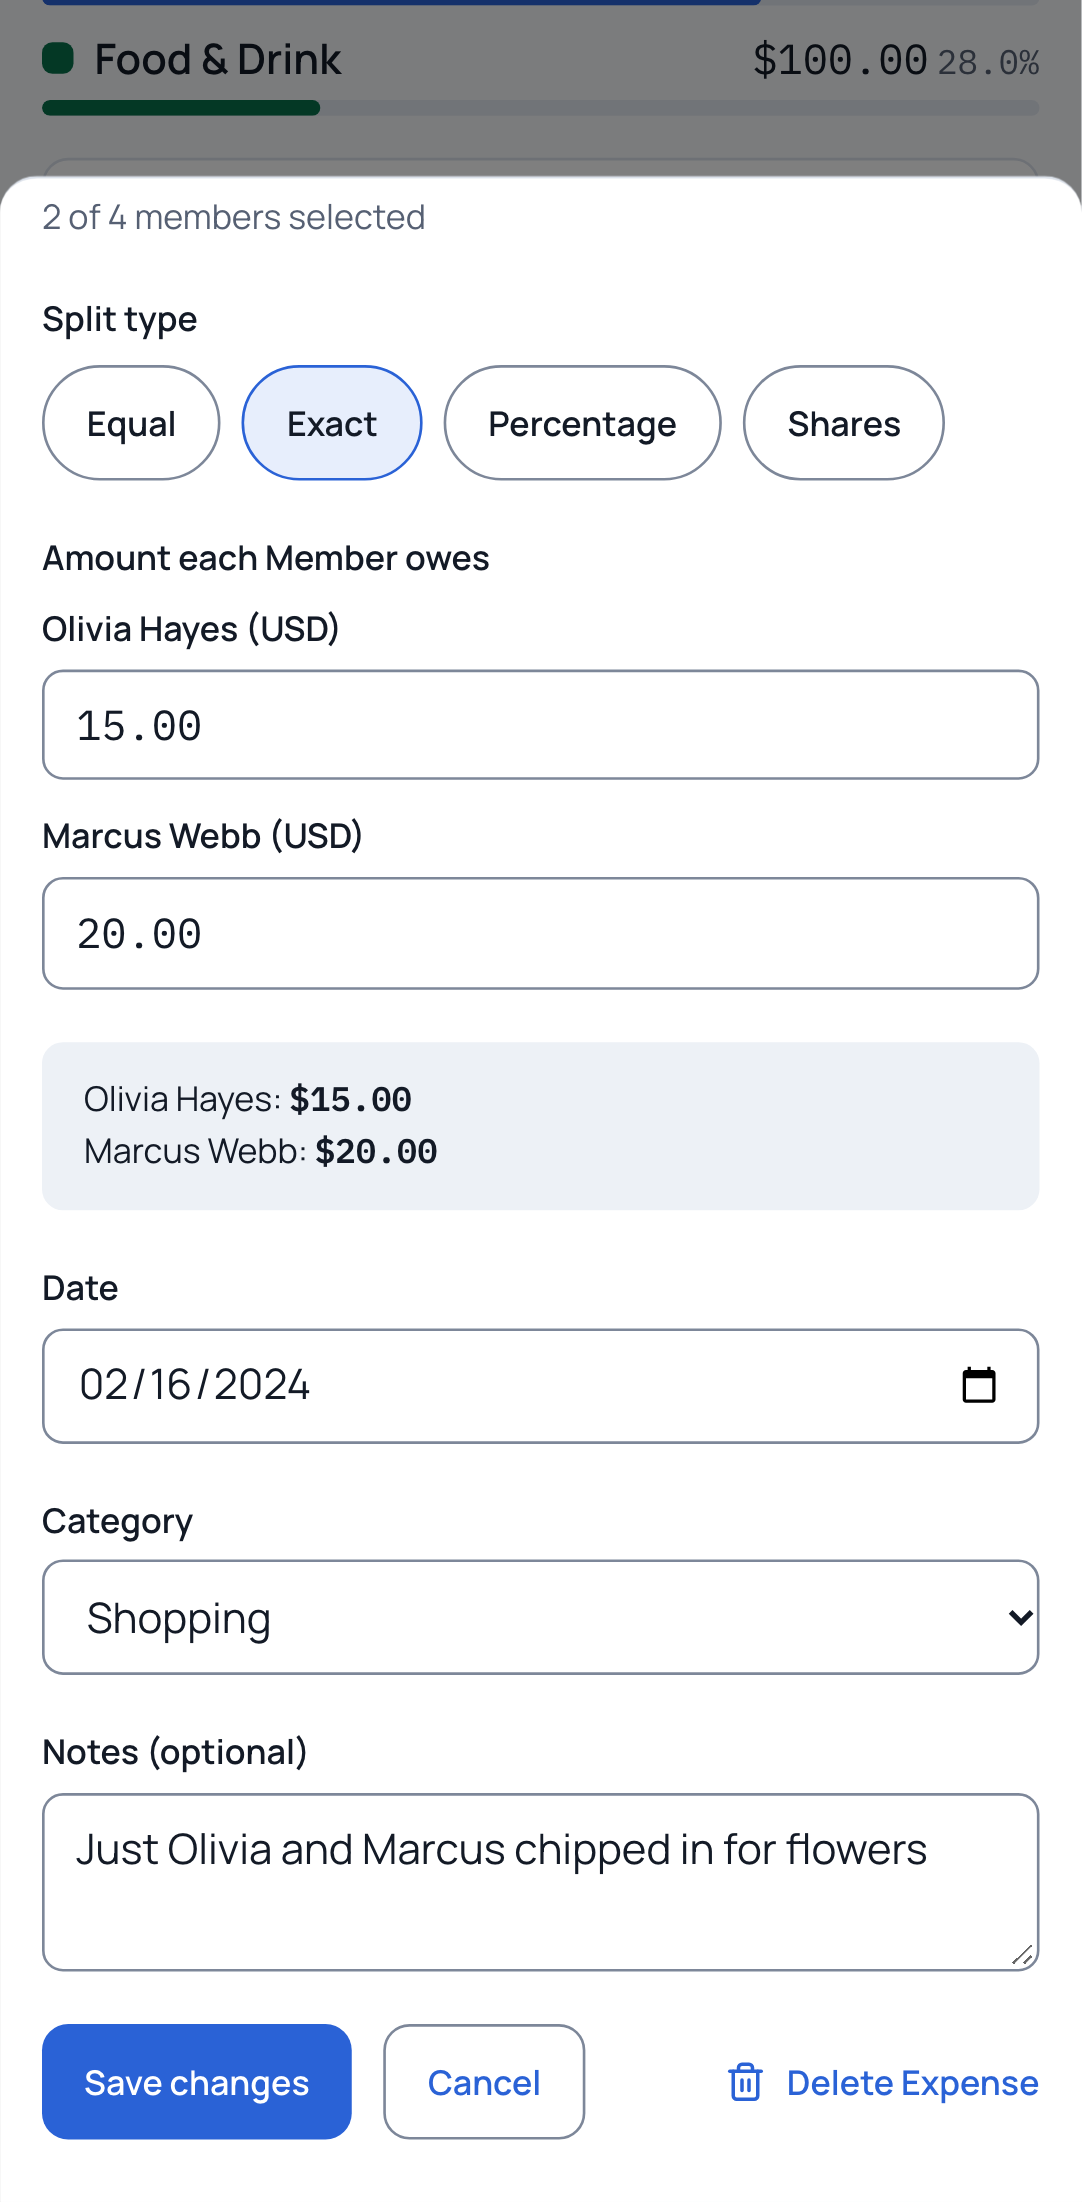 Food & Drink $100.00 28.0%
2 of 4 members selected
Split type
Equal Exact Percentage Shares
Amount each Member owes
Olivia Hayes (USD)
15.00
Marcus Webb (USD)
20.00
Olivia Hayes: $15.00
Marcus Webb: $20.00
Date
02/16/2024
Category
Shopping
Notes (optional)
Just Olivia and Marcus chipped in for flowers
Save changes Cancel Delete Expense